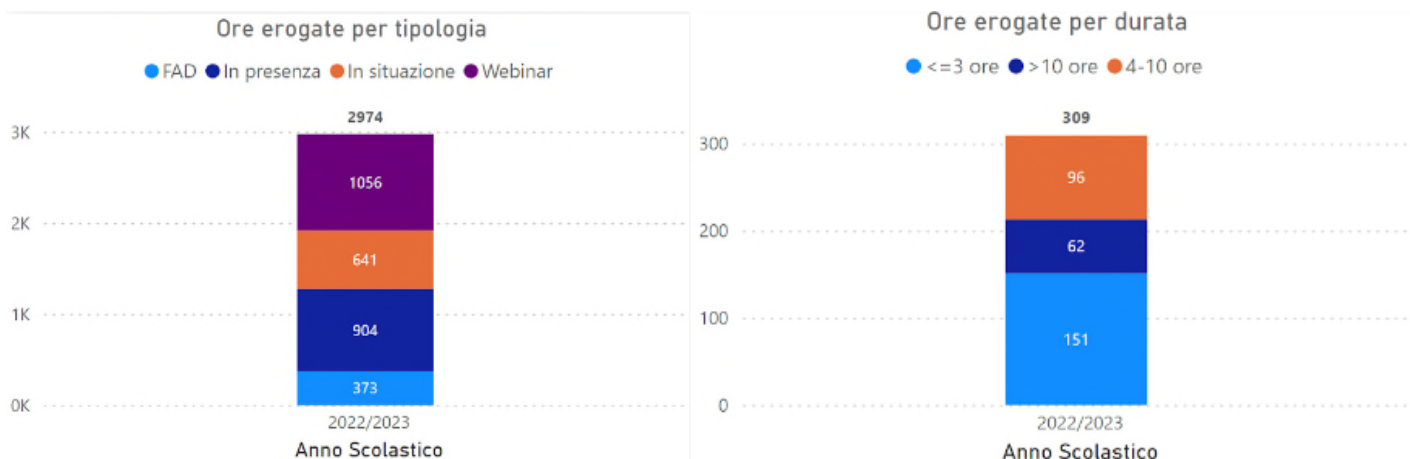 Ore erogate per tipologia
FAD In presenza In situazione Webinar
2974
3K
1056
2K
641
1K
904
373
0K
2022/2023
Anno Scolastico
Ore erogate per durata
<=3 ore >10 ore 4-10 ore
309
300
96
200
62
100
151
0
2022/2023
Anno Scolastico